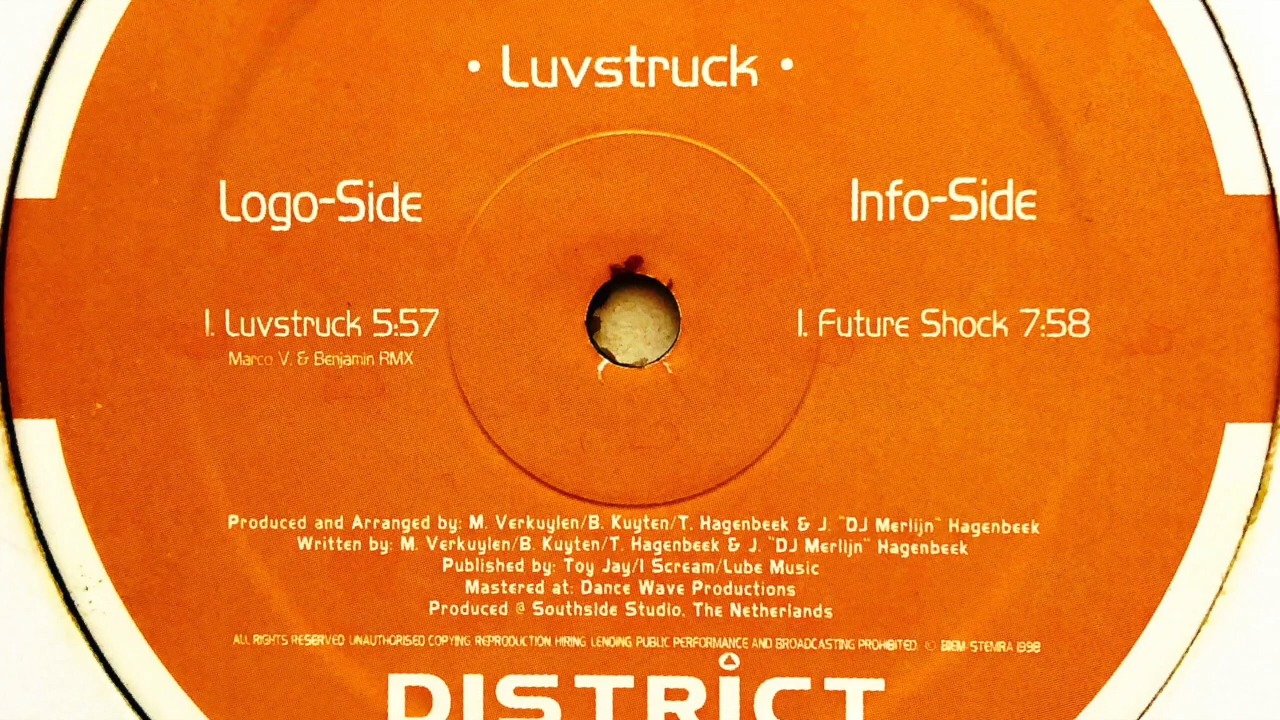 • Luvstruck •
Logo-Side
Info-Side
1. Luvstruck 5:57
Marco V. & Benjamin RMX
1. Future Shock 7:58
Produced and Arranged by: M. Verkuylen/B. Kuyten/T. Hagenbeek & J. "DJ Merlijn" Hagenbeek
Written by: M. Verkuylen/B. Kuyten/T. Hagenbeek & J. "DJ Merlijn" Hagenbeek
Published by: Toy Jay/I Scream/Lube Music
Mastered at: Dance Wave Productions
Produced @ Southside Studio. The Netherlands
ALL RIGHTS RESERVED UNAUTHORISED COPYING REPRODUCTION HIRING LENDING PUBLIC PERFORMANCE AND BROADCASTING PROHIBITED. © BIEM-STEMRA 1998
DISTRICT